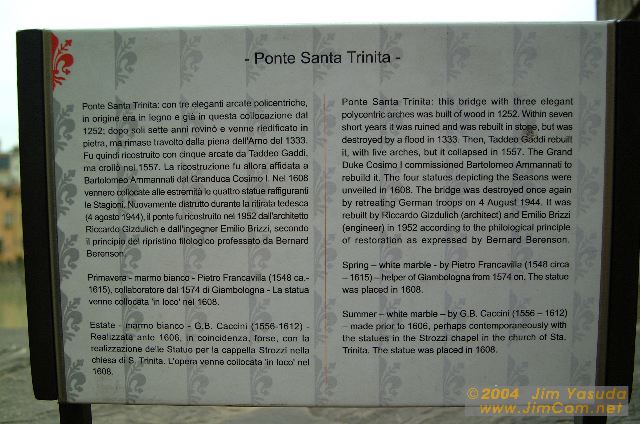 - Ponte Santa Trinita -
Ponte Santa Trinita: con tre eleganti arcate policentriche,
in origine era in legno e già in questa collocazione dal
1252; dopo soli sette anni rovinò e venne riedificato in
pietra, ma rimase travolto dalla piena dell'Arno del 1333.
Fu quindi ricostruito con cinque arcate da Taddeo Gaddi,
ma crollò nel 1557. La ricostruzione fu allora affidata a
Bartolomeo Ammannati dal Granduca Cosimo I. Nel 1608
vennero collocate alle estremità le quattro statue raffiguranti
le Stagioni. Nuovamente distrutto durante la ritirata tedesca
(4 agosto 1944), il ponte fu ricostruito nel 1952 dall'architetto
Riccardo Gizdulich e dall'ingegner Emilio Brizzi, secondo
il principio del ripristino filologico professato da Bernard
Berenson.
Primavera - marmo bianco - Pietro Francavilla (1548 ca.-
1615), collaboratore dal 1574 di Giambologna - La statua
venne collocata 'in loco' nel 1608.
Estate - marmo bianco - G.B. Caccini (1556-1612) -
Realizzata ante 1606, in coincidenza, forse, con la
realizzazione delle Statue per la cappella Strozzi nella
chiesa di S. Trinita. L'opera venne collocata 'in loco' nel
1608.
Ponte Santa Trinita: this bridge with three elegant
polycentric arches was built of wood in 1252. Within seven
short years it was ruined and was rebuilt in stone, but was
destroyed by a flood in 1333. Then, Taddeo Gaddi rebuilt
it, with five arches, but it collapsed in 1557. The Grand
Duke Cosimo I commissioned Bartolomeo Ammannati to
rebuild it. The four statues depicting the Seasons were
unveiled in 1608. The bridge was destroyed once again
by retreating German troops on 4 August 1944. It was
rebuilt by Riccardo Gizdulich (architect) and Emilio Brizzi
(engineer) in 1952 according to the philological principle
of restoration as expressed by Bernard Berenson.
Spring – white marble - by Pietro Francavilla (1548 circa
– 1615) – helper of Giambologna from 1574 on. The statue
was placed in 1608.
Summer – white marble – by G.B. Caccini (1556 – 1612)
– made prior to 1606, perhaps contemporaneously with
the statues in the Strozzi chapel in the church of Sta.
Trinita. The statue was placed in 1608.
©2004 Jim Yasuda
www.JimCom.net